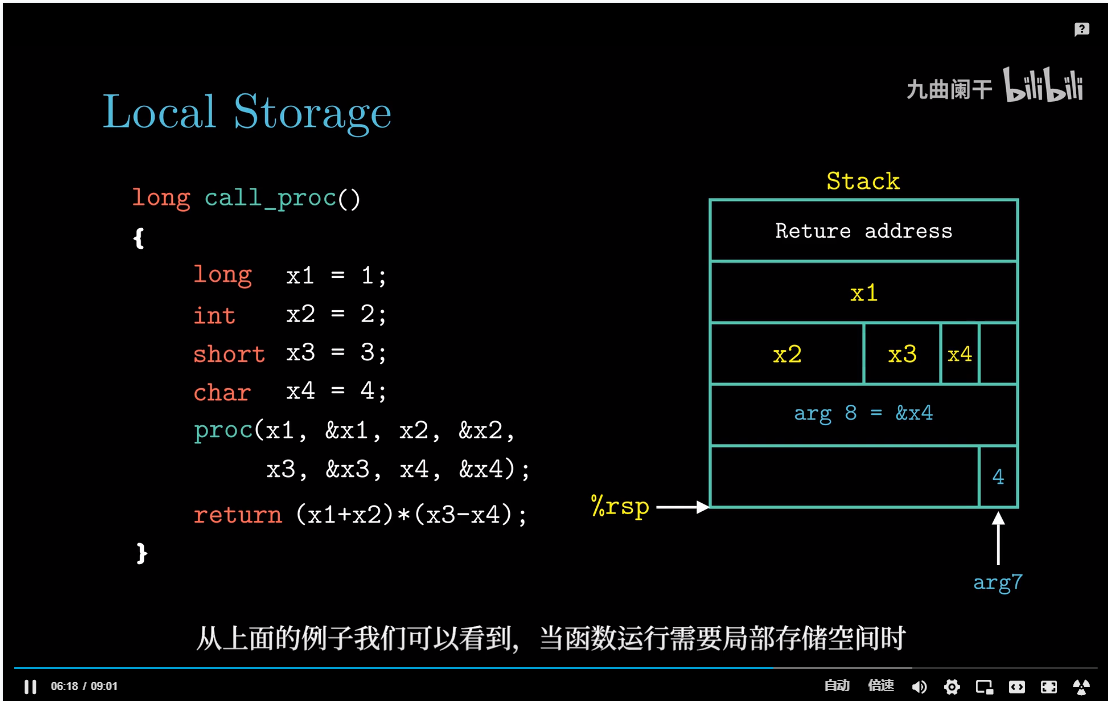 九曲阑干 bilibili
Local Storage
long call_proc()
{
long x1 = 1;
int x2 = 2;
short x3 = 3;
char x4 = 4;
proc(x1, &x1, x2, &x2,
x3, &x3, x4, &x4);
return (x1+x2)*(x3-x4);
}
Stack
Reture address
x1
x2 x3 x4
arg 8 = &x4
4
%rsp
arg7
从上面的例子我们可以看到，当函数运行需要局部存储空间时
06:18 / 09:01
自动 倍速